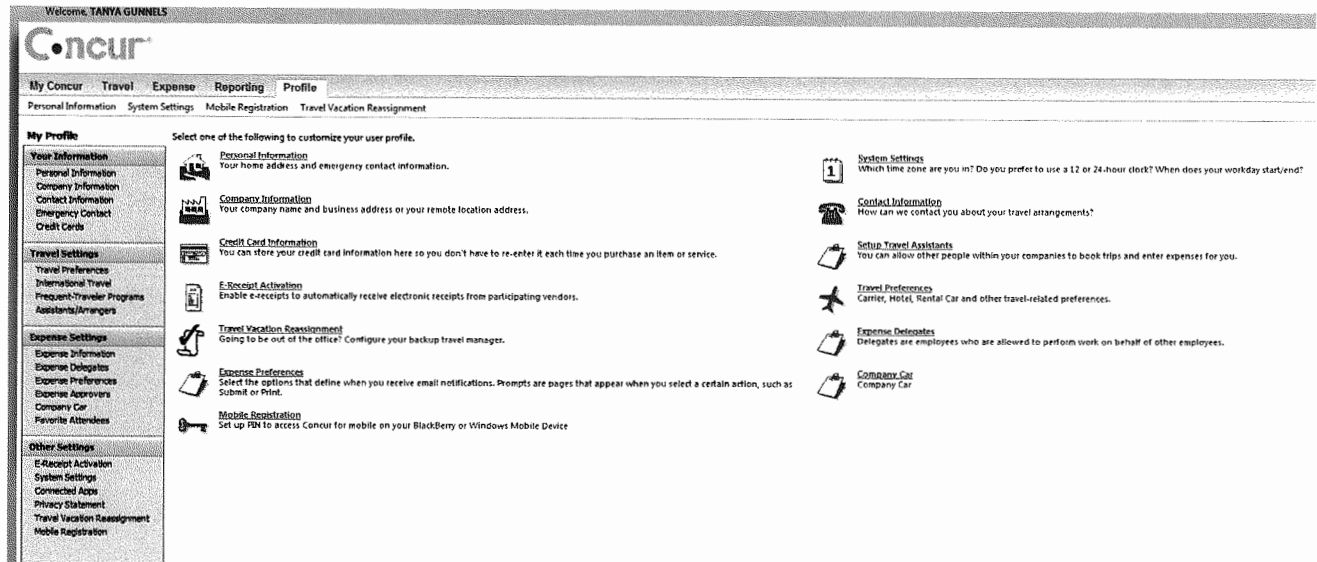 Welcome, TANYA GUNNELS
C•ncur
My Concur Travel Expense Reporting Profile
Personal Information System Settings Mobile Registration Travel Vacation Reassignment
My Profile
Your Information
Personal Information
Company Information
Contact Information
Emergency Contact
Credit Cards
Travel Settings
Travel Preferences
International Travel
Frequent-Traveler Programs
Assistants/Arrangers
Expense Settings
Expense Information
Expense Delegates
Expense Preferences
Expense Approvers
Company Car
Favorite Attendees
Other Settings
E-Receipt Activation
System Settings
Connected Apps
Privacy Statement
Travel Vacation Reassignment
Mobile Registration
Select one of the following to customize your user profile.
Personal Information
Your home address and emergency contact information.
Company Information
Your company name and business address or your remote location address.
Credit Card Information
You can store your credit card information here so you don't have to re-enter it each time you purchase an item or service.
E-Receipt Activation
Enable e-receipts to automatically receive electronic receipts from participating vendors.
Travel Vacation Reassignment
Going to be out of the office? Configure your backup travel manager.
Expense Preferences
Select the options that define when you receive email notifications. Prompts are pages that appear when you select a certain action, such as
Submit or Print.
Mobile Registration
Set up PIN to access Concur for mobile on your BlackBerry or Windows Mobile Device
1
System Settings
Which time zone are you in? Do you prefer to use a 12 or 24-hour clock? When does your workday start/end?
Contact Information
How can we contact you about your travel arrangements?
Setup Travel Assistants
You can allow other people within your companies to book trips and enter expenses for you.
Travel Preferences
Carrier, Hotel, Rental Car and other travel-related preferences.
Expense Delegates
Delegates are employees who are allowed to perform work on behalf of other employees.
Company Car
Company Car